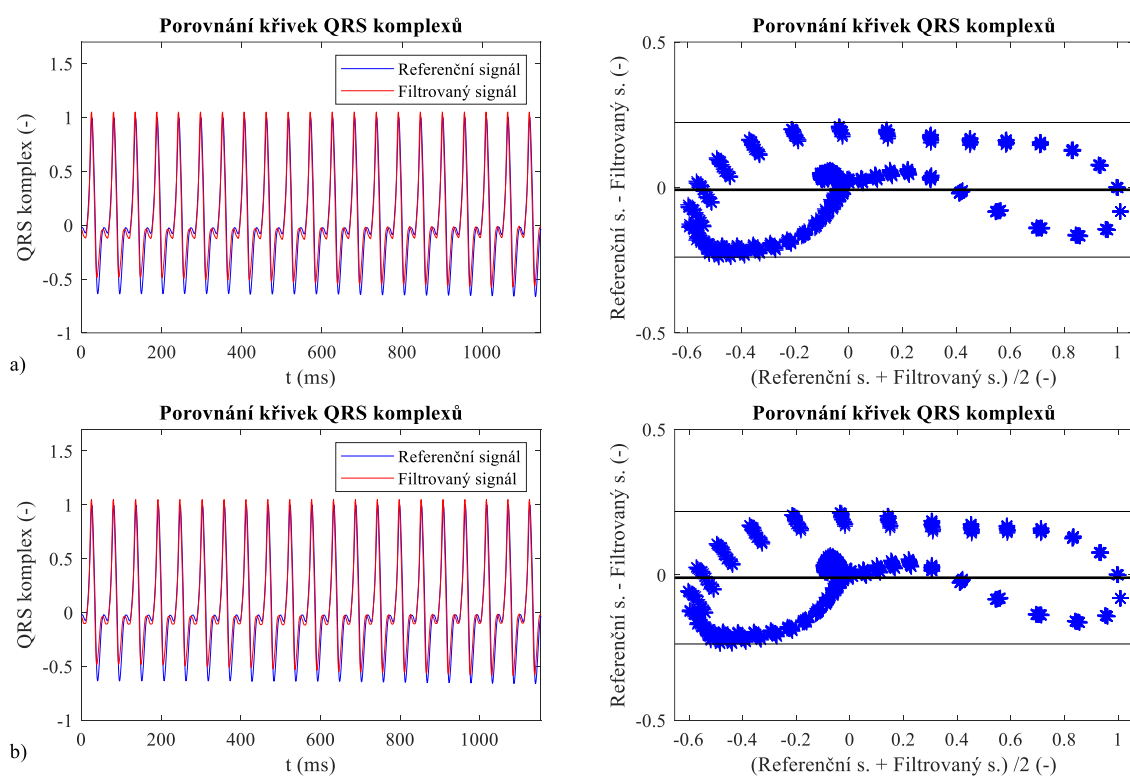 Porovnání křivek QRS komplexů
1.5
1
0.5
0
-0.5
-1
QRS komplex (-)
Referenční signál
Filtrovaný signál
0
200
400
600
800
1000
t (ms)
a)
Porovnání křivek QRS komplexů
0.5
0
-0.5
Referenční s. - Filtrovaný s. (-)
-0.6
-0.4
-0.2
0
0.2
0.4
0.6
0.8
1
(Referenční s. + Filtrovaný s.) /2 (-)
Porovnání křivek QRS komplexů
1.5
1
0.5
0
-0.5
-1
QRS komplex (-)
Referenční signál
Filtrovaný signál
0
200
400
600
800
1000
t (ms)
b)
Porovnání křivek QRS komplexů
0.5
0
-0.5
Referenční s. - Filtrovaný s. (-)
-0.6
-0.4
-0.2
0
0.2
0.4
0.6
0.8
1
(Referenční s. + Filtrovaný s.) /2 (-)